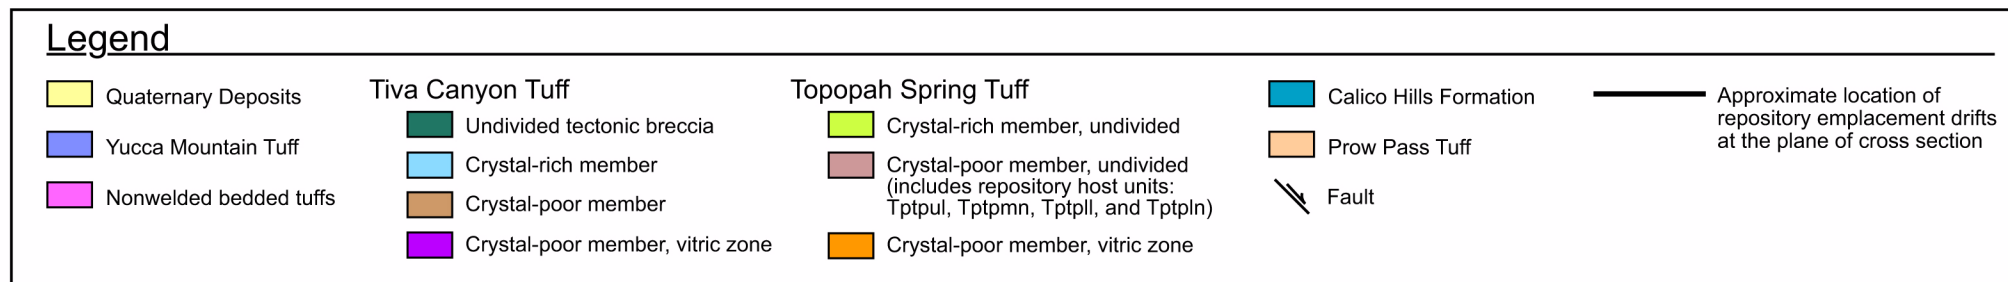 Legend
Quaternary Deposits
Yucca Mountain Tuff
Nonwelded bedded tuffs
Tiva Canyon Tuff
Undivided tectonic breccia
Crystal-rich member
Crystal-poor member
Crystal-poor member, vitric zone
Topopah Spring Tuff
Crystal-rich member, undivided
Crystal-poor member, undivided
(includes repository host units:
Tptpul, Tptpmn, Tptpll, and Tptpln)
Crystal-poor member, vitric zone
Calico Hills Formation
Prow Pass Tuff
Fault
Approximate location of
repository emplacement drifts
at the plane of cross section